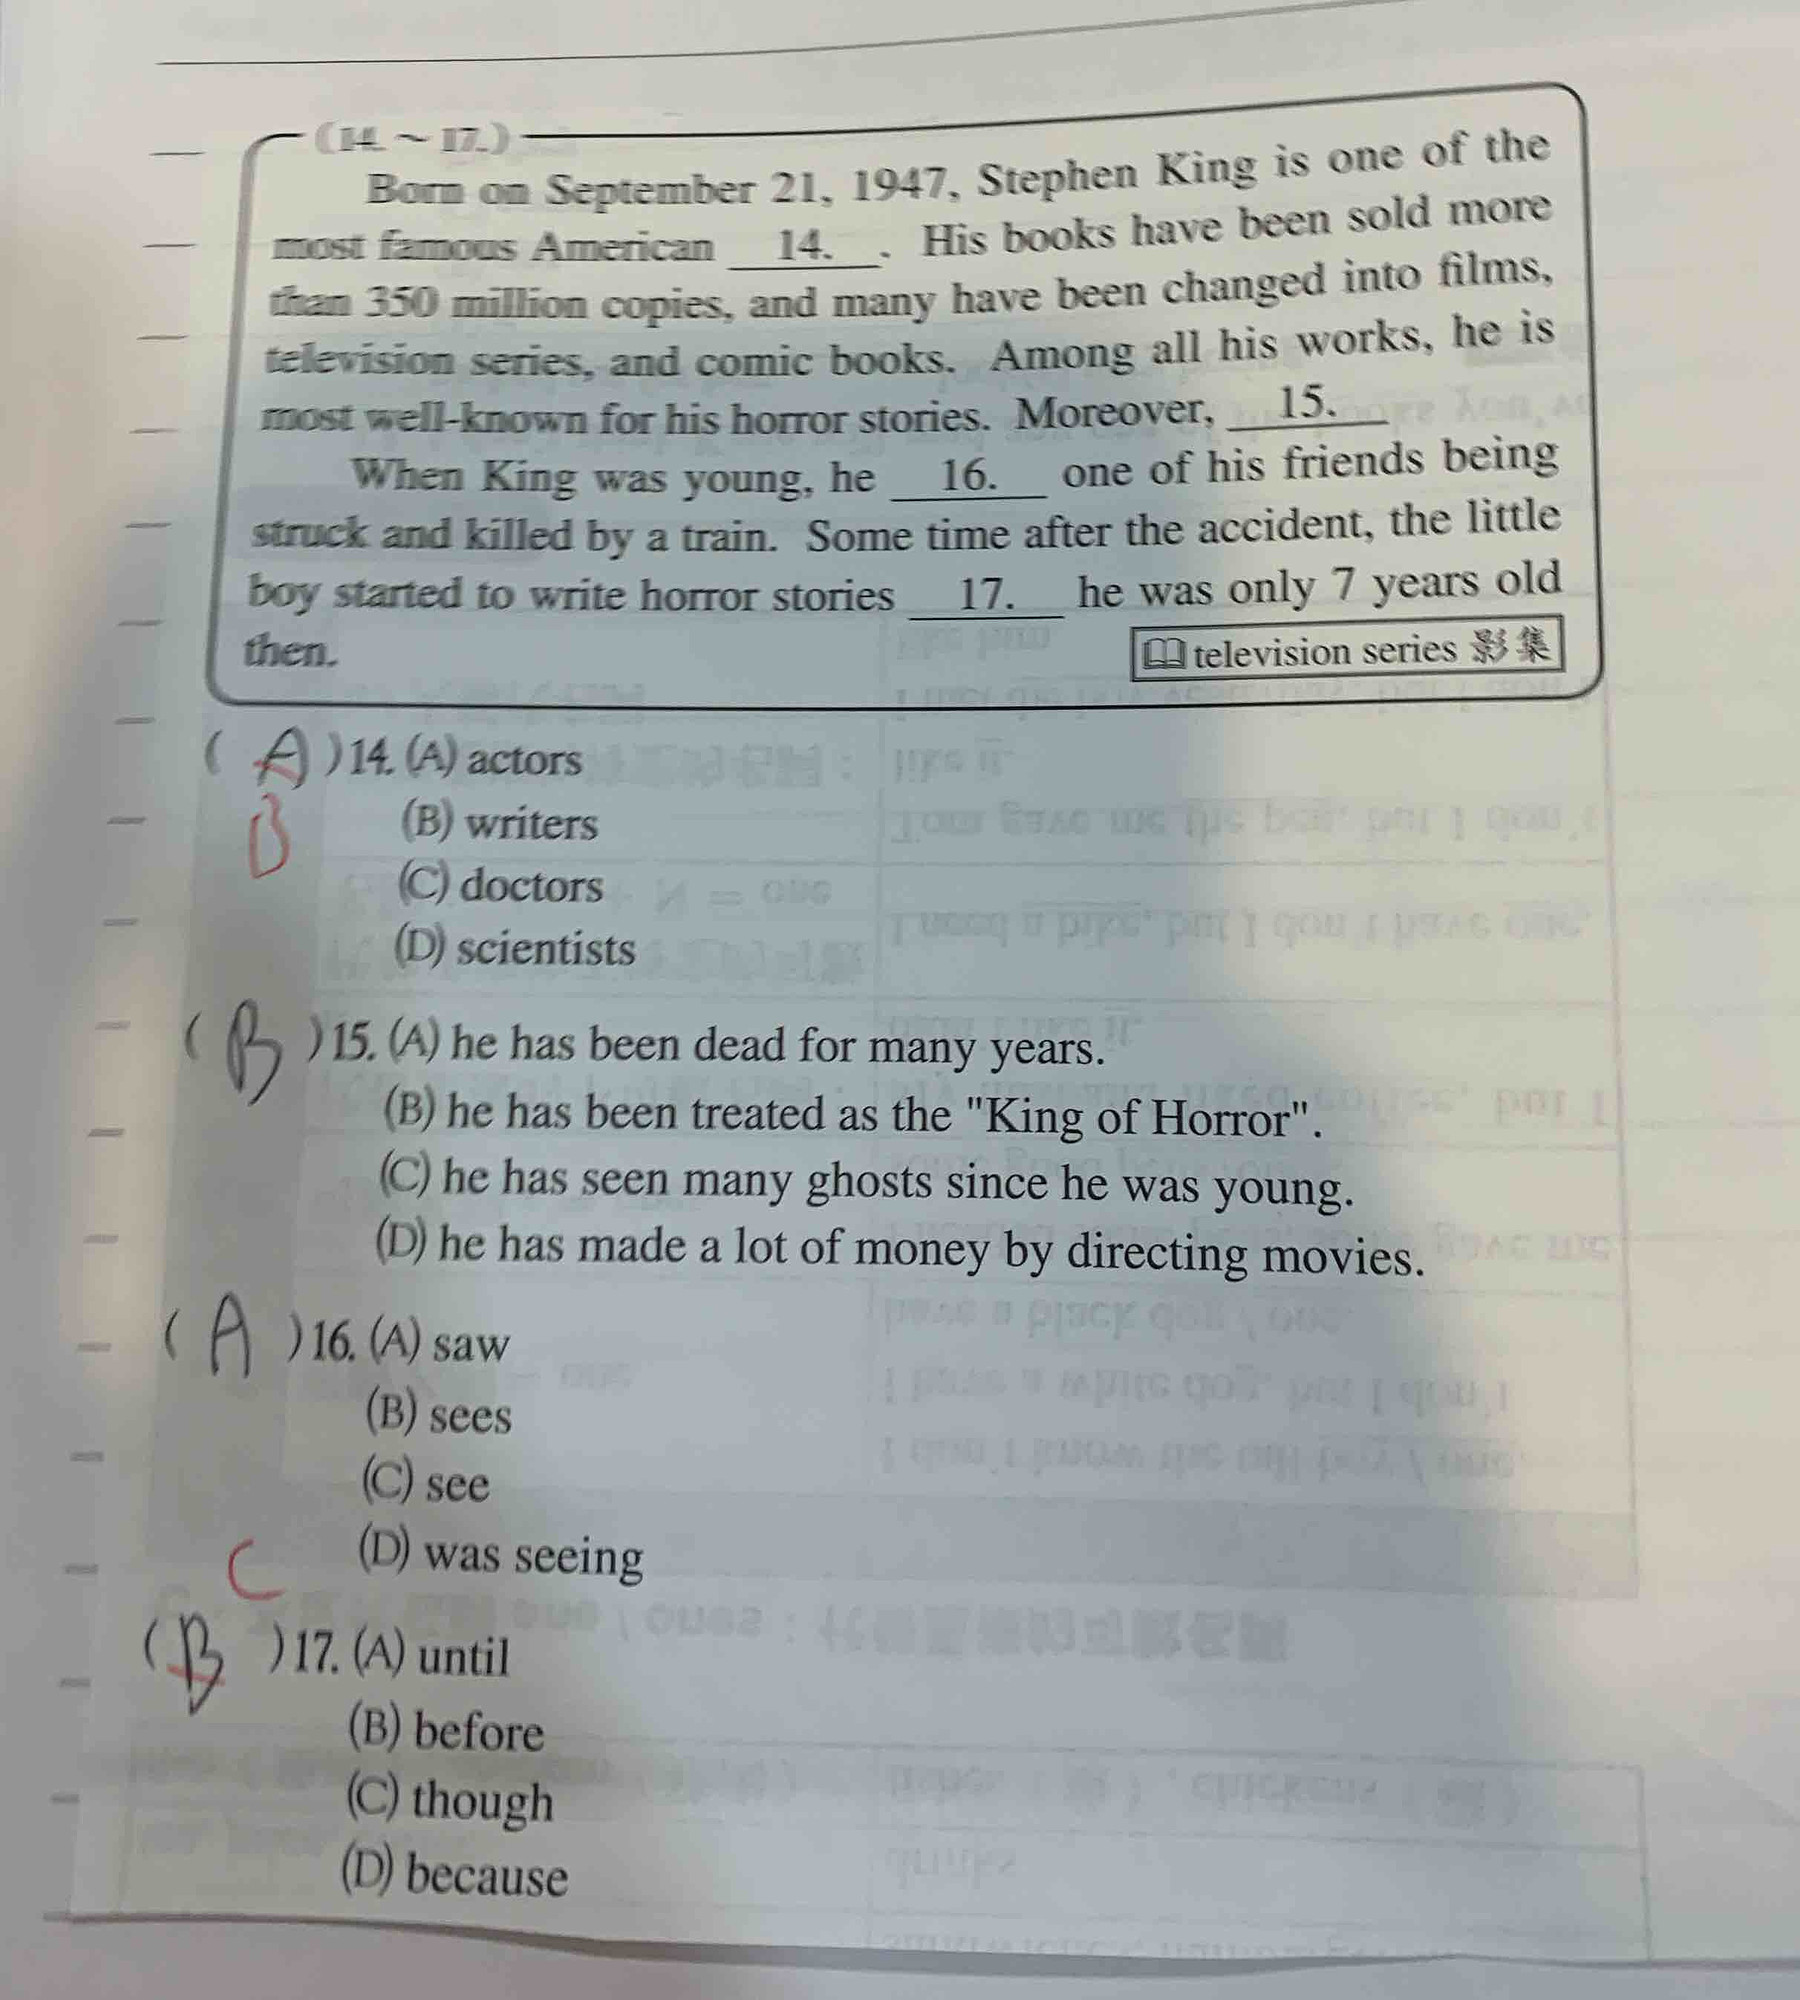 (14. ~ 17.)
Born on September 21, 1947, Stephen King is one of the
most famous American 14. . His books have been sold more
than 350 million copies, and many have been changed into films,
television series, and comic books. Among all his works, he is
most well-known for his horror stories. Moreover, 15.
When King was young, he 16. one of his friends being
struck and killed by a train. Some time after the accident, the little
boy started to write horror stories 17. he was only 7 years old
then.
television series 影集
( A ) 14. (A) actors
B (B) writers
(C) doctors
(D) scientists
( B ) 15. (A) he has been dead for many years.
(B) he has been treated as the "King of Horror".
(C) he has seen many ghosts since he was young.
(D) he has made a lot of money by directing movies.
( A ) 16. (A) saw
(B) sees
(C) see
(D) was seeing
C
( B ) 17. (A) until
(B) before
(C) though
(D) because